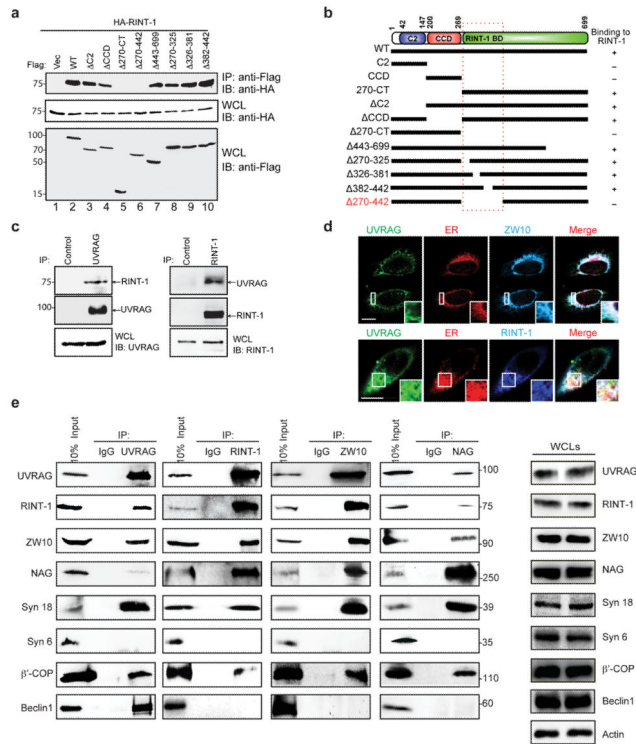 a
HA-RINT-1
Flag: Vec WT ΔC2 ΔCCD Δ270-CT Δ270-442 Δ443-699 Δ270-325 Δ326-381 Δ382-442
75 IP: anti-Flag
IB: anti-HA
75 WCL
IB: anti-HA
100
70
50
15
WCL
IB: anti-Flag
1 2 3 4 5 6 7 8 9 10
b
1 42 147 200 269 699
C2 CCD RINT-1 BD
Binding to
RINT-1
WT +
C2 −
CCD −
270-CT +
ΔC2 +
ΔCCD +
Δ270-CT −
Δ443-699 +
Δ270-325 +
Δ326-381 +
Δ382-442 +
Δ270-442 −
c
IP: Control UVRAG
75 RINT-1
100 UVRAG
WCL
IB: UVRAG
IP: Control RINT-1
UVRAG
RINT-1
WCL
IB: RINT-1
d
UVRAG ER ZW10 Merge
UVRAG ER RINT-1 Merge
e
10% Input IP: IgG UVRAG 10% Input IP: IgG RINT-1 10% Input IP: IgG ZW10 10% Input IP: IgG NAG
UVRAG 100
RINT-1 75
ZW10 90
NAG 250
Syn 18 39
Syn 6 35
β'-COP 110
Beclin1 60
WCLs
UVRAG
RINT-1
ZW10
NAG
Syn 18
Syn 6
β'-COP
Beclin1
Actin